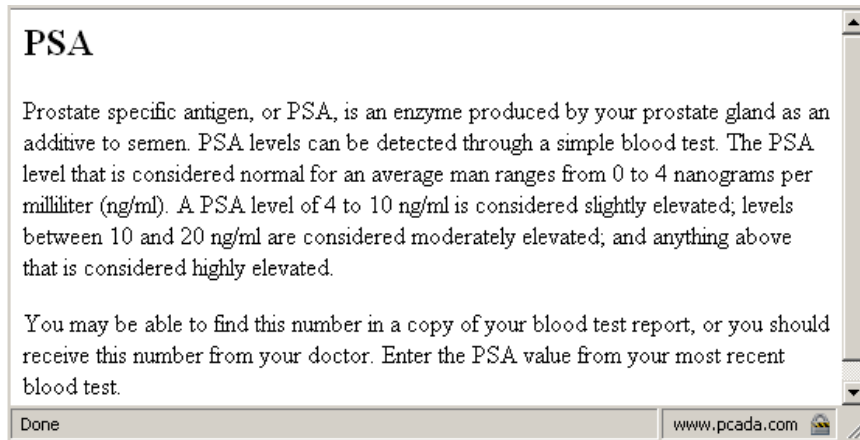 PSA
Prostate specific antigen, or PSA, is an enzyme produced by your prostate gland as an
additive to semen. PSA levels can be detected through a simple blood test. The PSA
level that is considered normal for an average man ranges from 0 to 4 nanograms per
milliliter (ng/ml). A PSA level of 4 to 10 ng/ml is considered slightly elevated; levels
between 10 and 20 ng/ml are considered moderately elevated; and anything above
that is considered highly elevated.
You may be able to find this number in a copy of your blood test report, or you should
receive this number from your doctor. Enter the PSA value from your most recent
blood test.
Done www.pcada.com